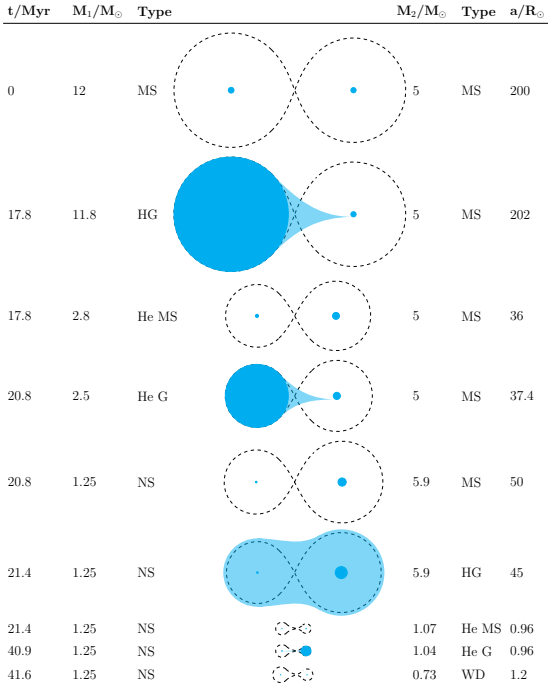 t/Myr M₁/M☉ Type M₂/M☉ Type a/R☉
0 12 MS 5 MS 200
17.8 11.8 HG 5 MS 202
17.8 2.8 He MS 5 MS 36
20.8 2.5 He G 5 MS 37.4
20.8 1.25 NS 5.9 MS 50
21.4 1.25 NS 5.9 HG 45
21.4 1.25 NS 1.07 He MS 0.96
40.9 1.25 NS 1.04 He G 0.96
41.6 1.25 NS 0.73 WD 1.2